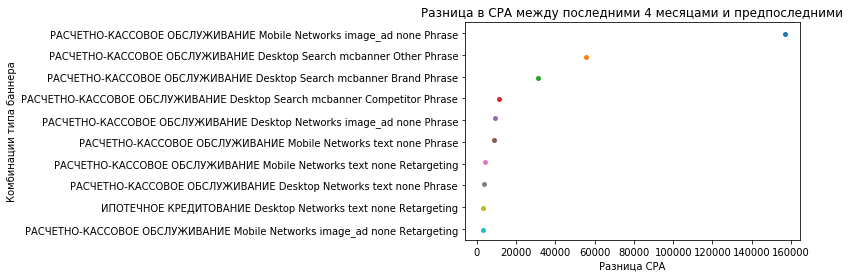 Разница в CPA между последними 4 месяцами и предпоследними
Комбинации типа баннера
РАСЧЕТНО-КАССОВОЕ ОБСЛУЖИВАНИЕ Mobile Networks image_ad none Phrase
РАСЧЕТНО-КАССОВОЕ ОБСЛУЖИВАНИЕ Desktop Search mcbanner Other Phrase
РАСЧЕТНО-КАССОВОЕ ОБСЛУЖИВАНИЕ Desktop Search mcbanner Brand Phrase
РАСЧЕТНО-КАССОВОЕ ОБСЛУЖИВАНИЕ Desktop Search mcbanner Competitor Phrase
РАСЧЕТНО-КАССОВОЕ ОБСЛУЖИВАНИЕ Desktop Networks image_ad none Phrase
РАСЧЕТНО-КАССОВОЕ ОБСЛУЖИВАНИЕ Mobile Networks text none Phrase
РАСЧЕТНО-КАССОВОЕ ОБСЛУЖИВАНИЕ Mobile Networks text none Retargeting
РАСЧЕТНО-КАССОВОЕ ОБСЛУЖИВАНИЕ Desktop Networks text none Phrase
ИПОТЕЧНОЕ КРЕДИТОВАНИЕ Desktop Networks text none Retargeting
РАСЧЕТНО-КАССОВОЕ ОБСЛУЖИВАНИЕ Mobile Networks image_ad none Retargeting
0 20000 40000 60000 80000 100000 120000 140000 160000
Разница CPA